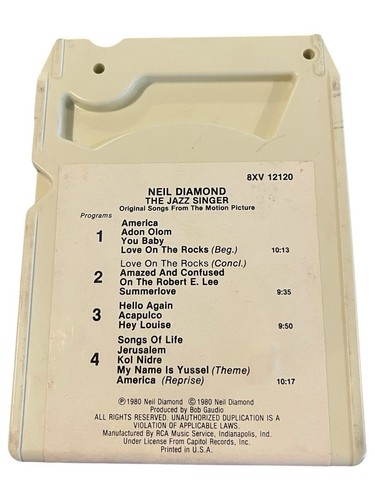 8XV 12120
NEIL DIAMOND
THE JAZZ SINGER
Original Songs From The Motion Picture
Programs
1
America
Adon Olom
You Baby
Love On The Rocks (Beg.) 10:13
2
Love On The Rocks (Concl.)
Amazed And Confused
On The Robert E. Lee
Summerlove 9:35
3
Hello Again
Acapulco
Hey Louise 9:50
4
Songs Of Life
Jerusalem
Kol Nidre
My Name Is Yussel (Theme)
America (Reprise) 10:17
℗1980 Neil Diamond ©1980 Neil Diamond
Produced by Bob Gaudio
ALL RIGHTS RESERVED. UNAUTHORIZED DUPLICATION IS A
VIOLATION OF APPLICABLE LAWS.
Manufactured By RCA Music Service, Indianapolis, Ind.
Under License From Capitol Records, Inc.
Printed in U.S.A.